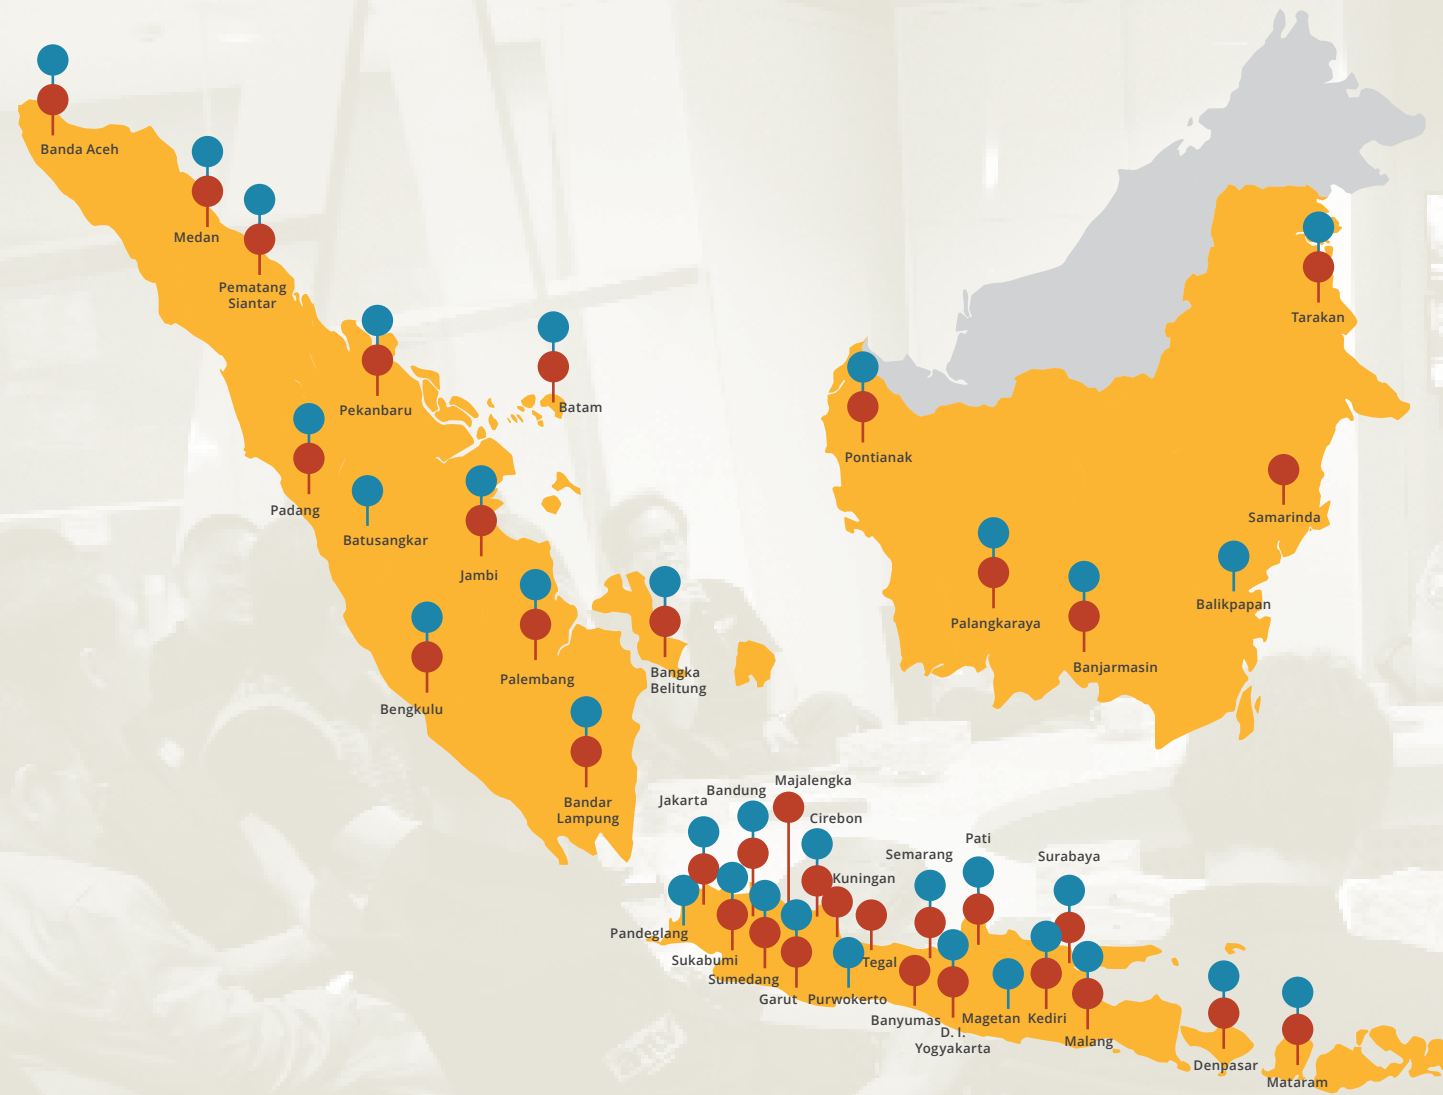 Banda Aceh
Medan
Pematang
Siantar
Pekanbaru
Batam
Padang
Batusangkar
Jambi
Pontianak
Tarakan
Samarinda
Balikpapan
Palangkaraya
Banjarmasin
Palembang
Bangka
Belitung
Bengkulu
Bandar
Lampung
Jakarta
Bandung
Majalengka
Cirebon
Kuningan
Semarang
Pati
Surabaya
Pandeglang
Sukabumi
Sumedang
Garut
Purwokerto
Tegal
Banyumas
D. I.
Yogyakarta
Magetan
Kediri
Malang
Denpasar
Mataram